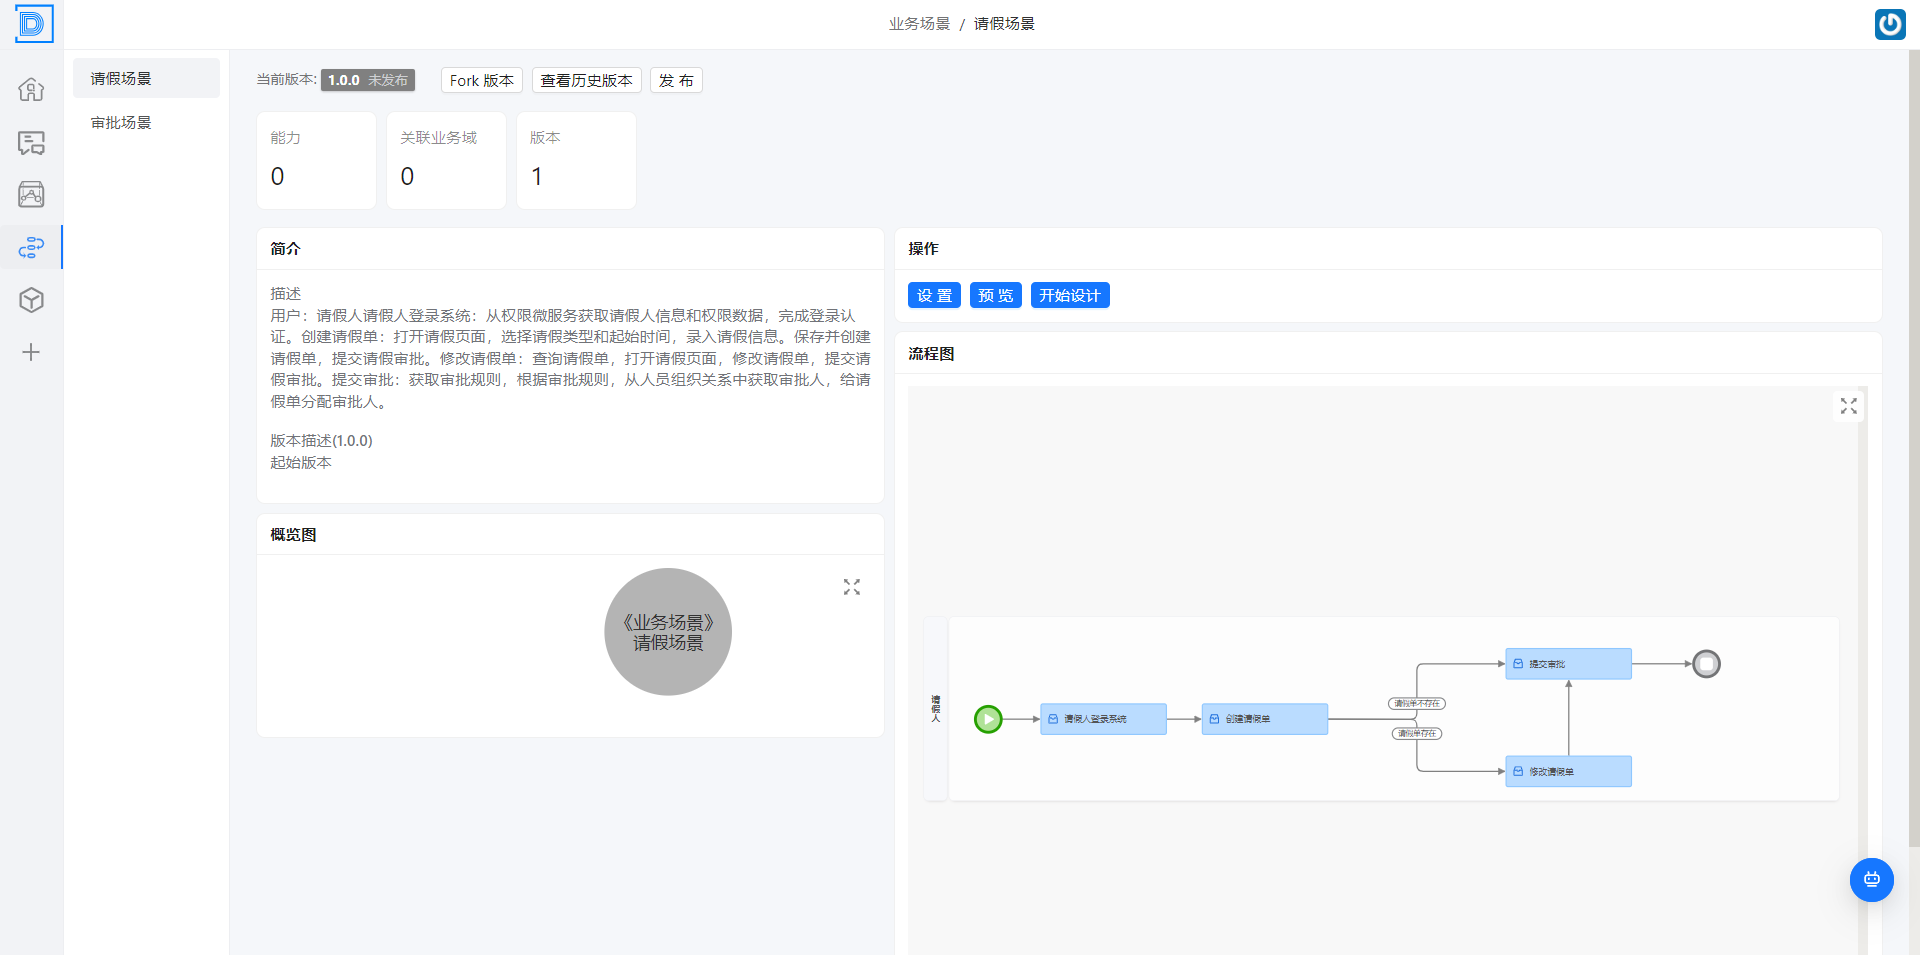 业务场景 / 请假场景
请假场景
审批场景
当前版本: 1.0.0 未发布
Fork 版本
查看历史版本
发 布
能力
0
关联业务域
0
版本
1
简介
描述
用户：请假人请假人登录系统：从权限微服务获取请假人信息和权限数据，完成登录认
证。创建请假单：打开请假页面，选择请假类型和起始时间，录入请假信息。保存并创建
请假单，提交请假审批。修改请假单：查询请假单，打开请假页面，修改请假单，提交请
假审批。提交审批：获取审批规则，根据审批规则，从人员组织关系中获取审批人，给请
假单分配审批人。
版本描述(1.0.0)
起始版本
概览图
《业务场景》
请假场景
操作
设 置
预 览
开始设计
流程图
请假人
请假人登录系统
创建请假单
请假单不存在
请假单存在
提交审批
修改请假单